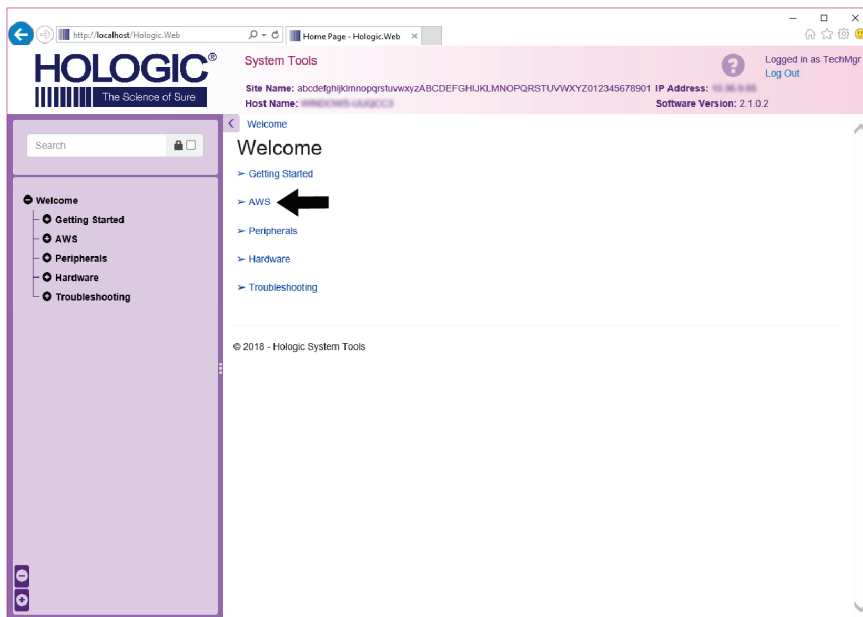 http://localhost/Hologic.Web
Home Page - Hologic.Web
HOLOGIC®
The Science of Sure
System Tools
Logged in as TechMgr
Log Out
Site Name: abcdefghijklmnopqrstuvwxyzABCDEFGHIJKLMNOPQRSTUVWXYZ012345678901 IP Address:
Host Name: Software Version: 2.1.0.2
Welcome
Search
Welcome
Getting Started
AWS
Peripherals
Hardware
Troubleshooting
Welcome
Getting Started
AWS
Peripherals
Hardware
Troubleshooting
© 2018 - Hologic System Tools